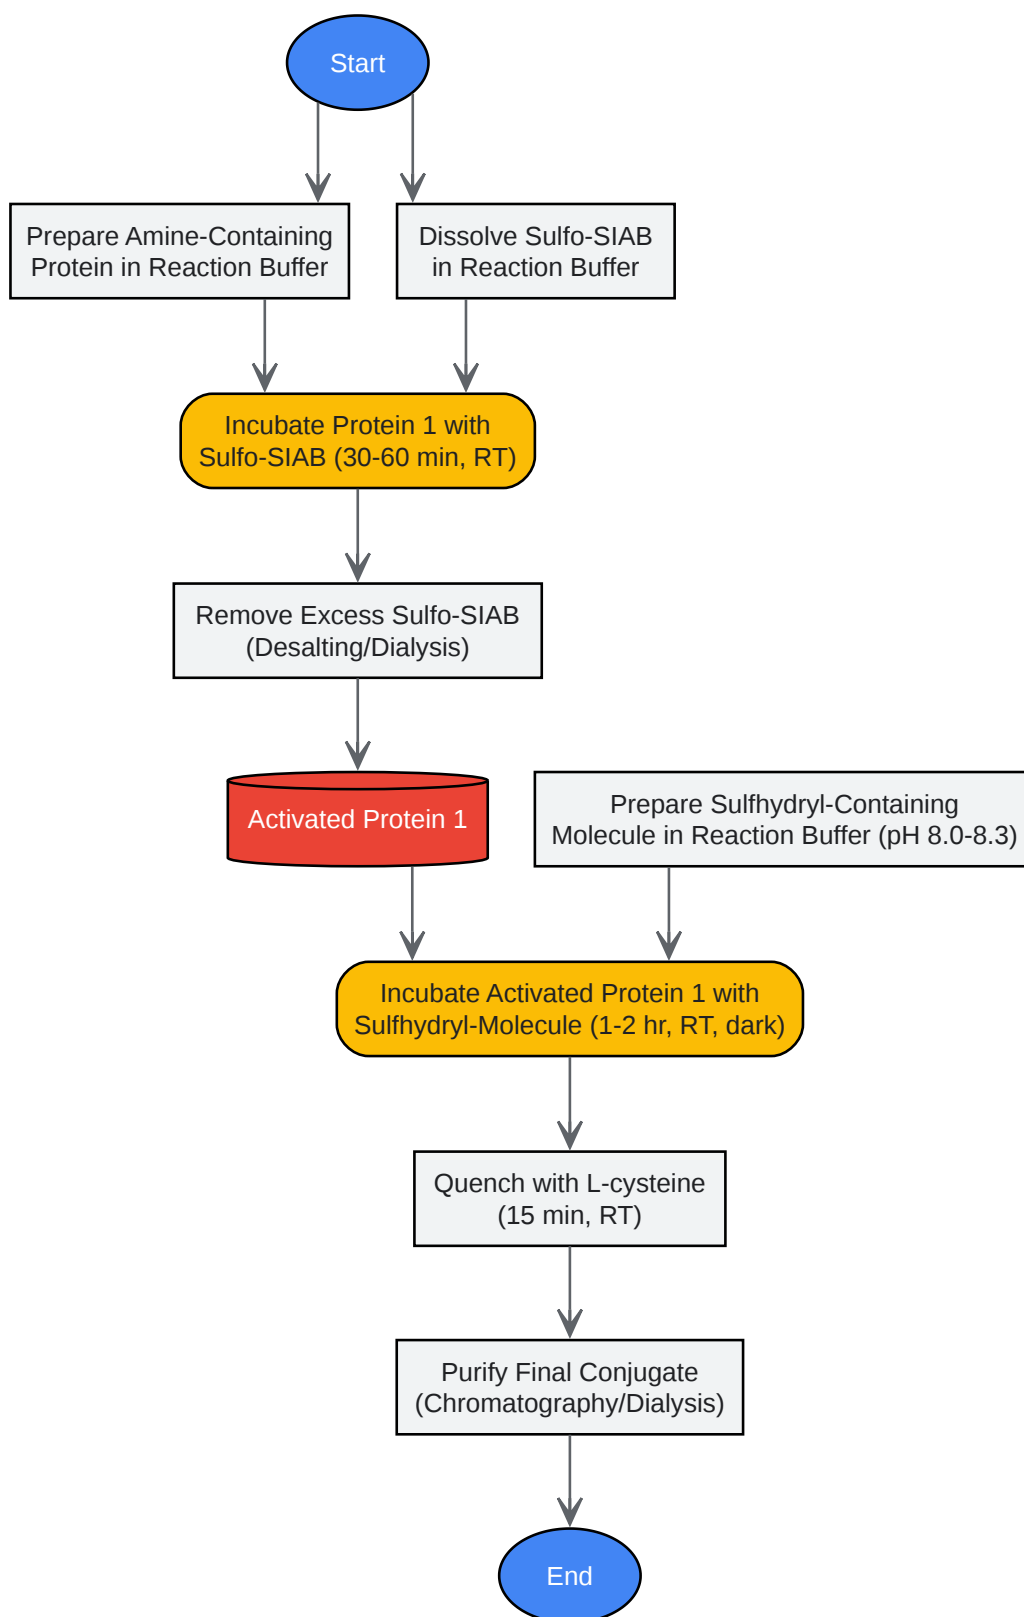 Start
Prepare Amine-Containing
Protein in Reaction Buffer
Dissolve Sulfo-SIAB
in Reaction Buffer
Incubate Protein 1 with
Sulfo-SIAB (30-60 min, RT)
Remove Excess Sulfo-SIAB
(Desalting/Dialysis)
Activated Protein 1
Prepare Sulfhydryl-Containing
Molecule in Reaction Buffer (pH 8.0-8.3)
Incubate Activated Protein 1 with
Sulfhydryl-Molecule (1-2 hr, RT, dark)
Quench with L-cysteine
(15 min, RT)
Purify Final Conjugate
(Chromatography/Dialysis)
End